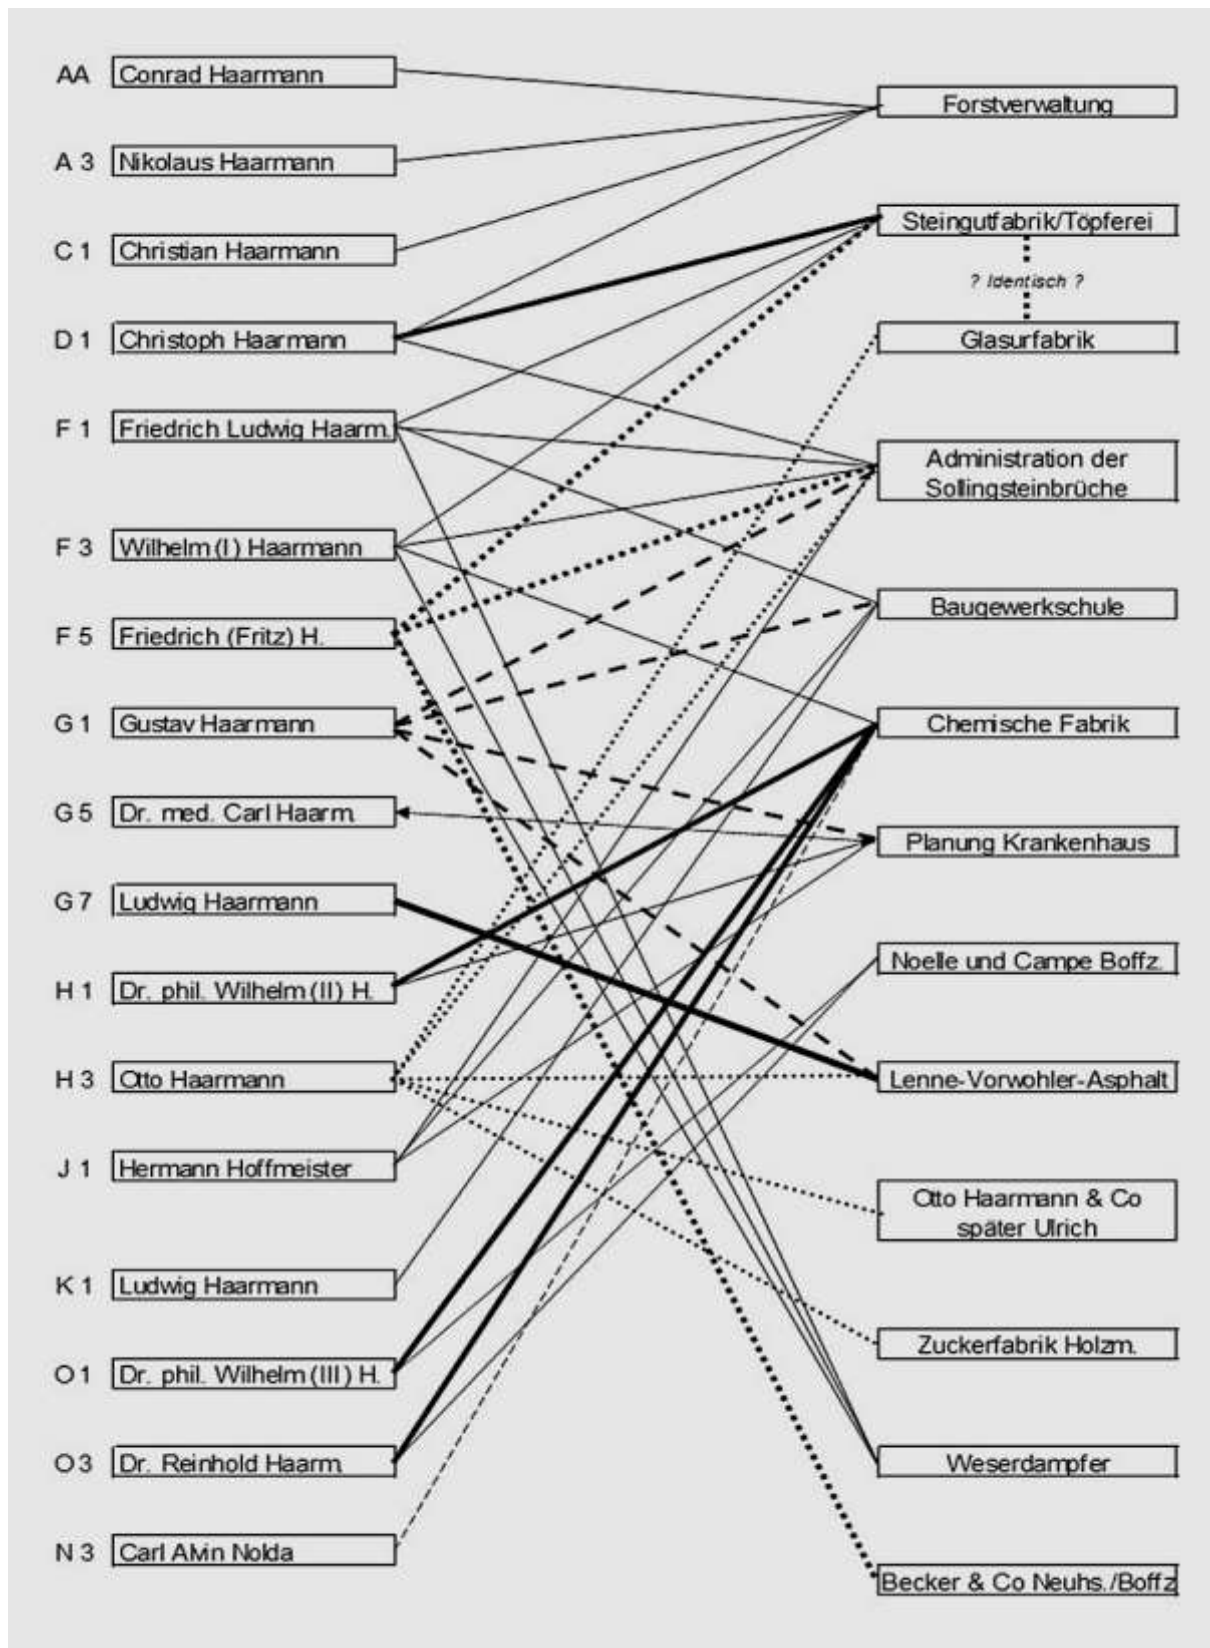 AA Conrad Haarmann
A 3 Nikolaus Haarmann
C 1 Christian Haarmann
D 1 Christoph Haarmann
F 1 Friedrich Ludwig Haarm.
F 3 Wilhelm (I) Haarmann
F 5 Friedrich (Fritz) H.
G 1 Gustav Haarmann
G 5 Dr. med. Carl Haarm.
G 7 Ludwig Haarmann
H 1 Dr. phil. Wilhelm (II) H.
H 3 Otto Haarmann
J 1 Hermann Hoffmeister
K 1 Ludwig Haarmann
O 1 Dr. phil. Wilhelm (III) H.
O 3 Dr. Reinhold Haarm.
N 3 Carl Alvin Nolda
Forstverwaltung
Steingutfabrik/Töpferei
? Identisch ?
Glasurfabrik
Administration der
Sollingsteinbrüche
Baugewerkschule
Chemische Fabrik
Planung Krankenhaus
Noelle und Campe Boffz.
Lenne-Vorwohler-Asphalt
Otto Haarmann & Co
später Ulrich
Zuckerfabrik Holzm.
Weserdampfer
Becker & Co Neuhs./Boffz